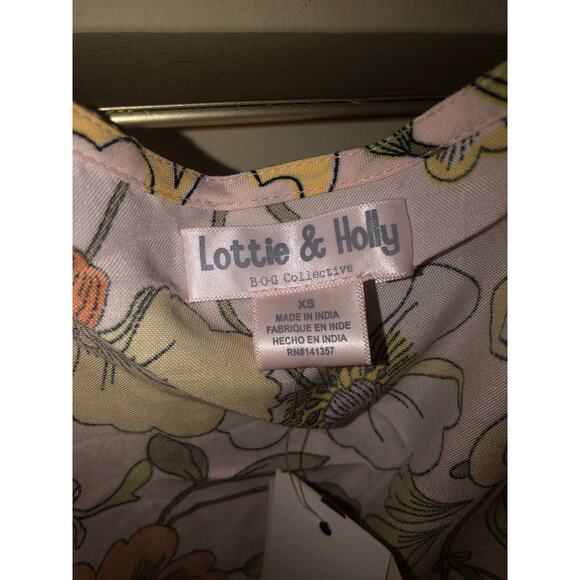 Lottie & Holly
B•O•G Collective
XS
MADE IN INDIA
FABRIQUE EN INDE
HECHO EN INDIA
RN#141357